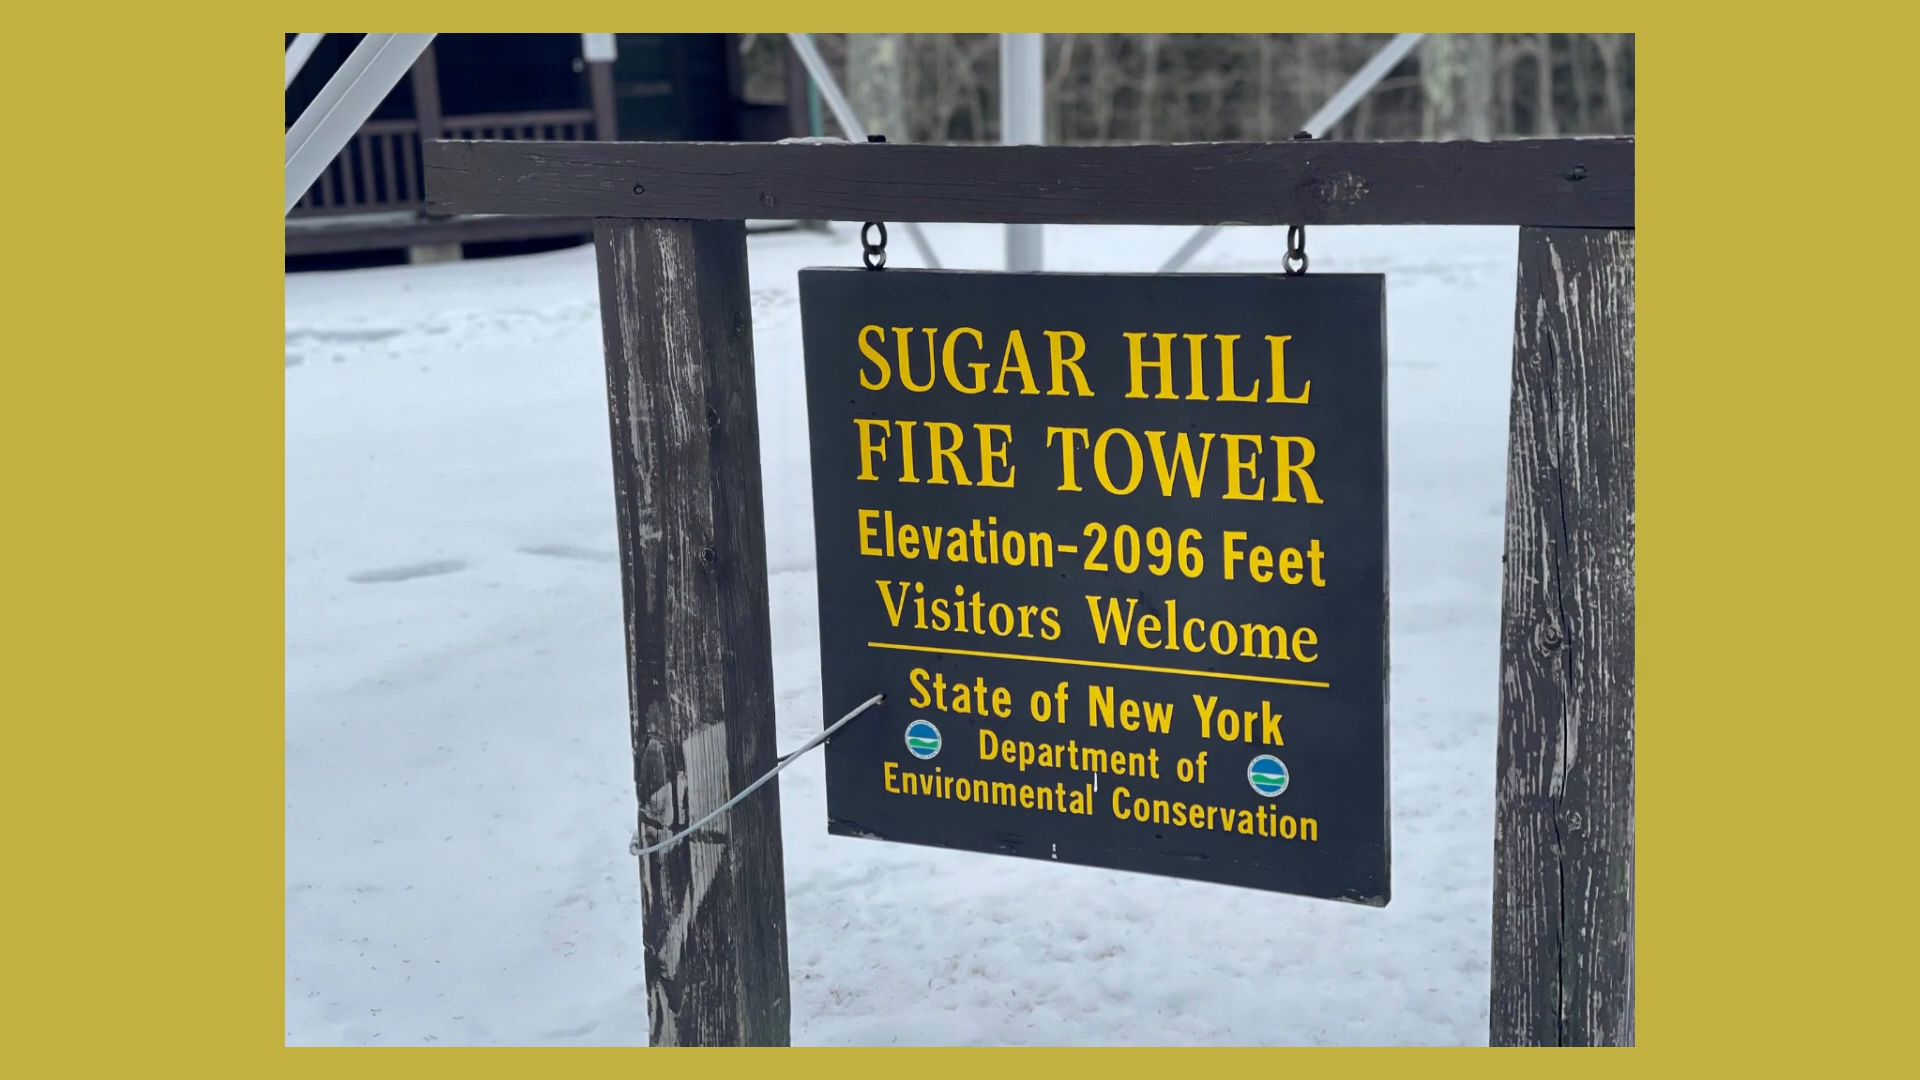 SUGAR HILL
FIRE TOWER
Elevation-2096 Feet
Visitors Welcome
State of New York
Department of
Environmental Conservation